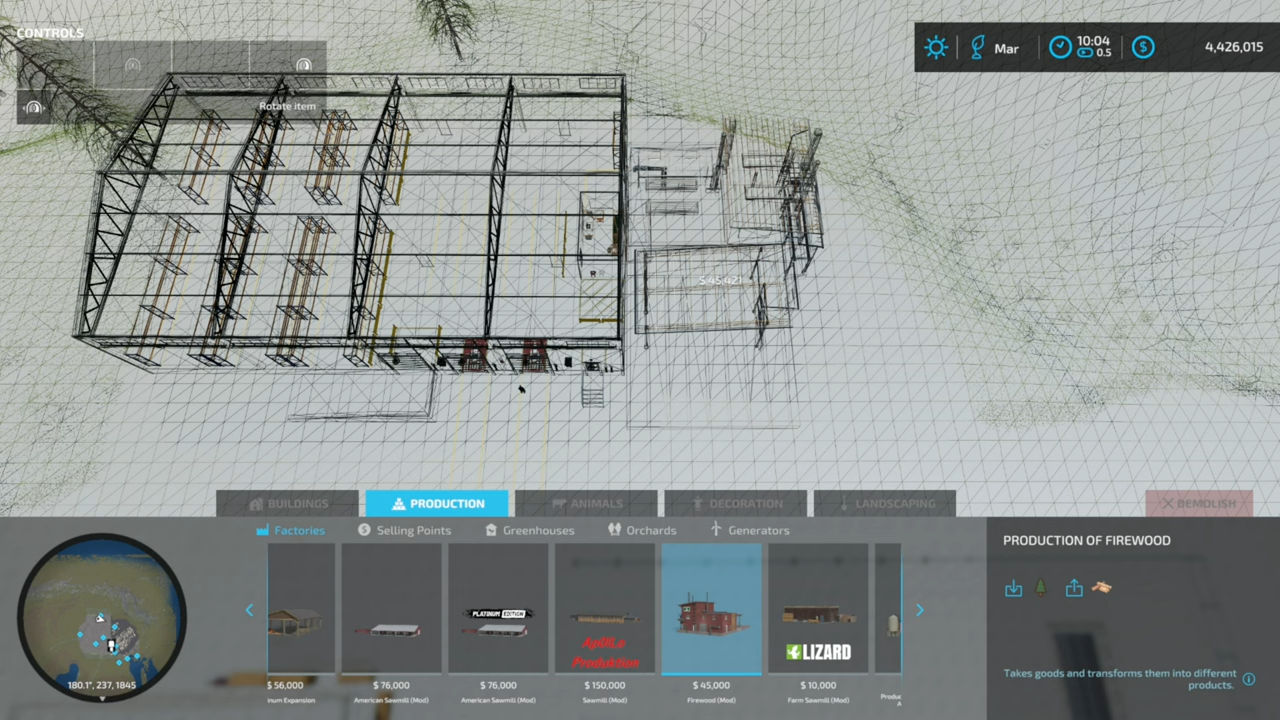 CONTROLS
Rotate item
Mar
10:04
0.5
4,426,015
BUILDINGS
PRODUCTION
ANIMALS
DECORATION
LANDSCAPING
DEMOLISH
Factories
Selling Points
Greenhouses
Orchards
Generators
PRODUCTION OF FIREWOOD
PLATINUM EDITION
Produktion
LIZARD
$ 56,000
$ 76,000
$ 76,000
$ 150,000
$ 45,000
$ 10,000
inum Expansion
American Sawmill (Mod)
American Sawmill (Mod)
Sawmill (Mod)
Firewood (Mod)
Farm Sawmill (Mod)
Produc
A
Takes goods and transforms them into different
products.
180.1°, 237, 1845